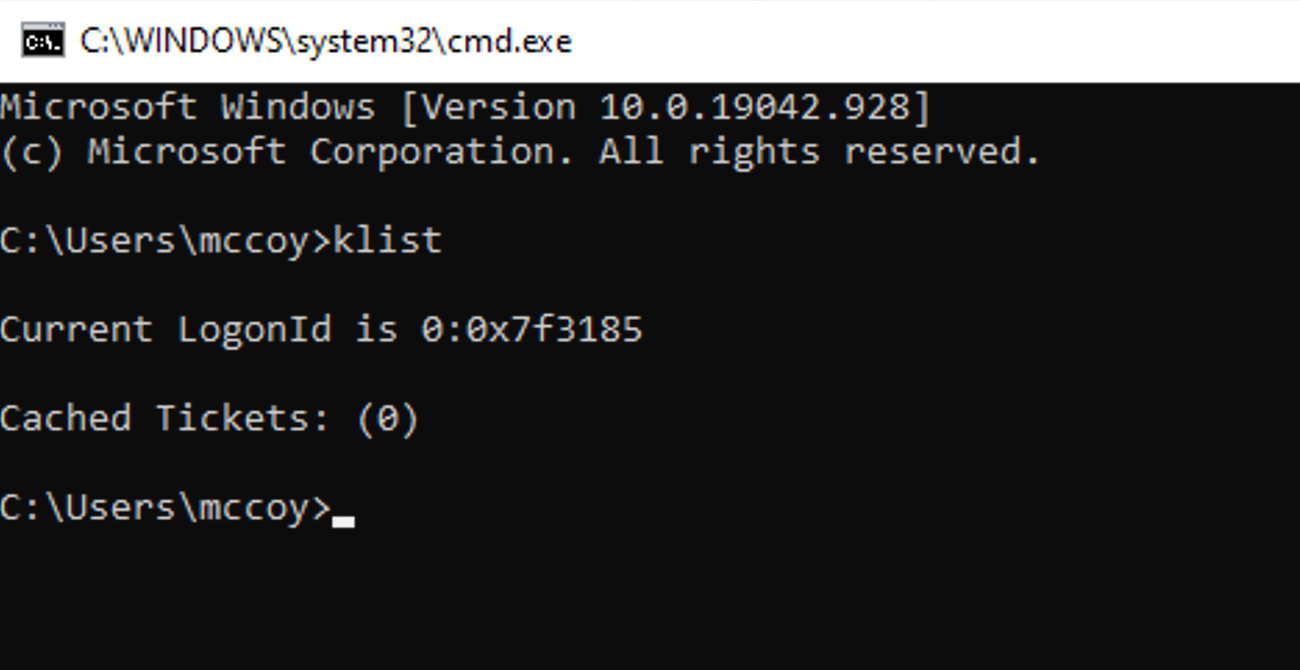 C:\WINDOWS\system32\cmd.exe
Microsoft Windows [Version 10.0.19042.928]
(c) Microsoft Corporation. All rights reserved.
C:\Users\mccoy>klist
Current LogonId is 0:0x7f3185
Cached Tickets: (0)
C:\Users\mccoy>